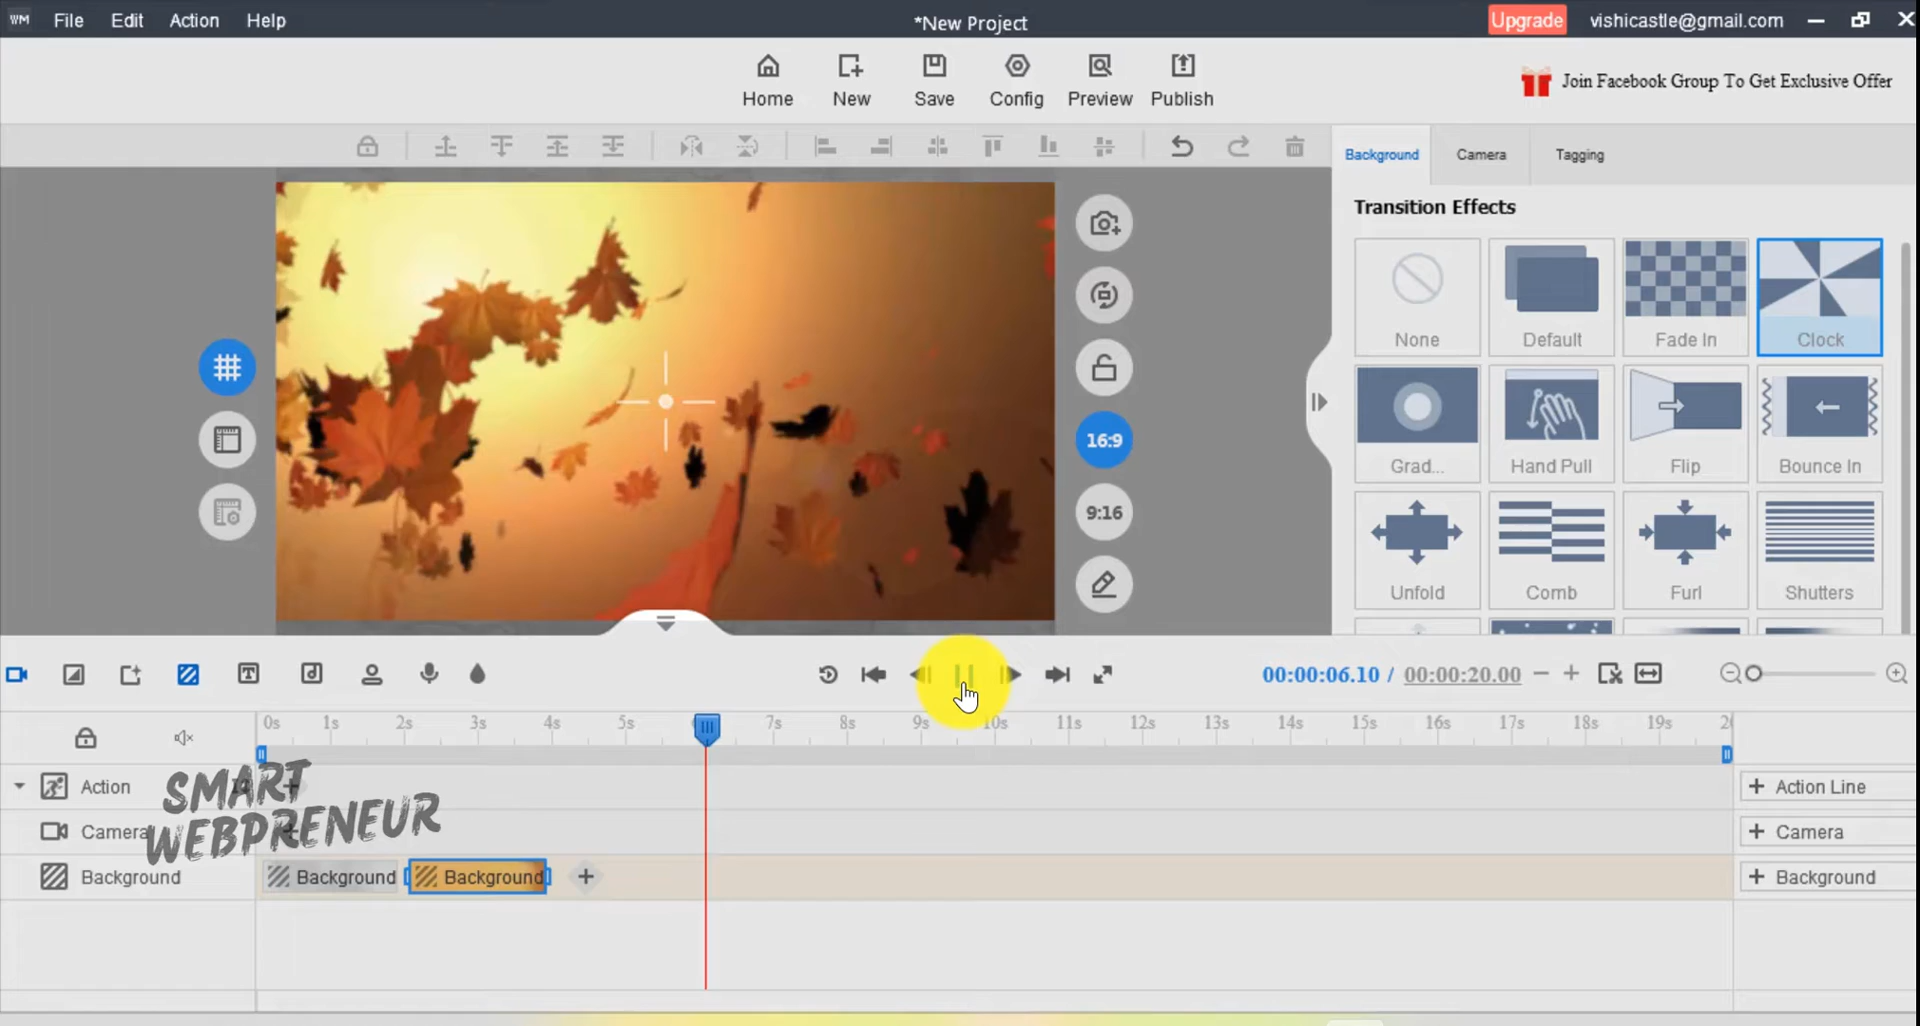 WM File Edit Action Help *New Project Upgrade vishicastle@gmail.com
Home New Save Config Preview Publish
Join Facebook Group To Get Exclusive Offer
Background Camera Tagging
Transition Effects
None Default Fade In Clock
Grad... Hand Pull Flip Bounce In
Unfold Comb Furl Shutters
16:9
9:16
00:00:06.10 / 00:00:20.00
0s 1s 2s 3s 4s 5s 7s 8s 9s 10s 11s 12s 13s 14s 15s 16s 17s 18s 19s
Action
+ Action Line
Camera
+ Camera
Background Background Background + + Background
SMART
WEBPRENEUR